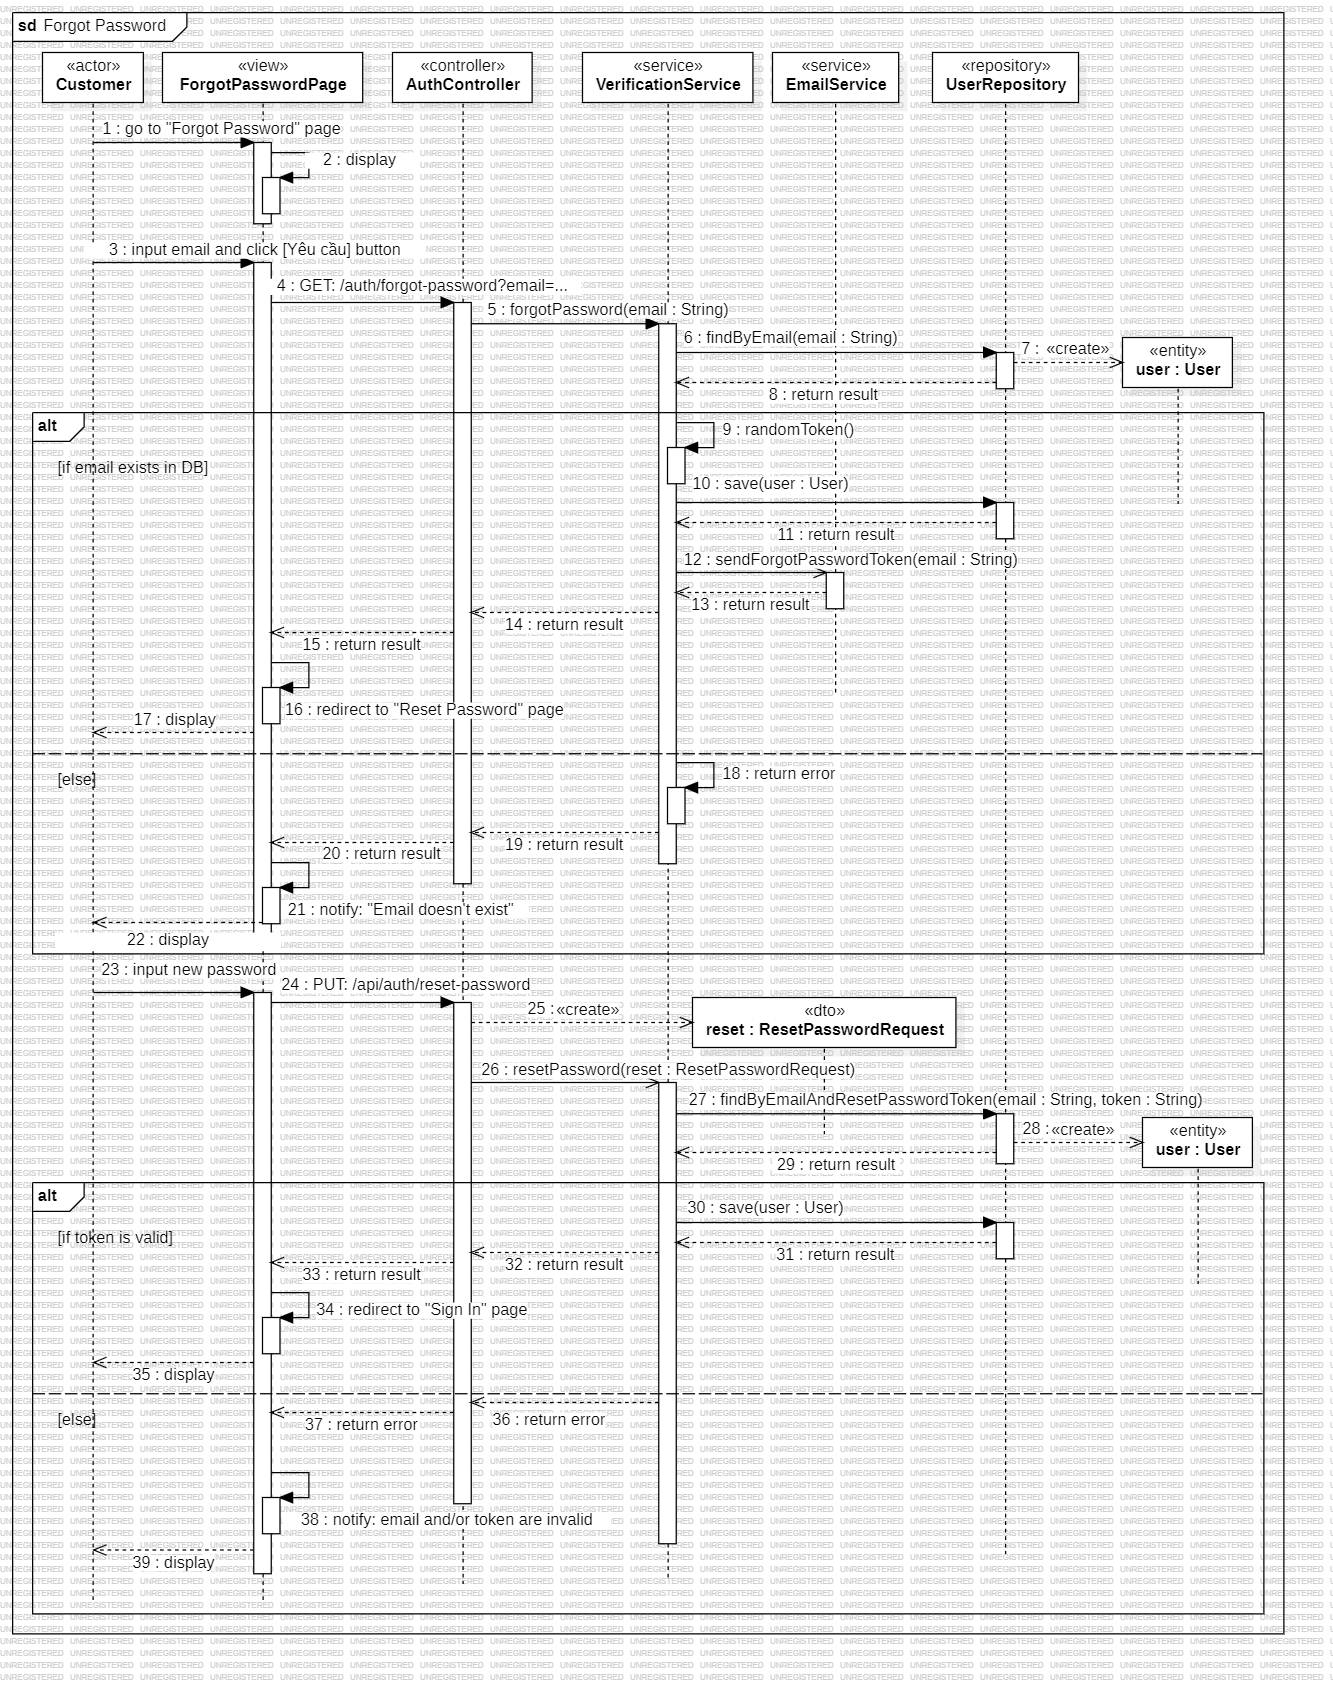 sd Forgot Password
«actor»
Customer
«view»
ForgotPasswordPage
«controller»
AuthController
«service»
VerificationService
«service»
EmailService
«repository»
UserRepository
1 : go to "Forgot Password" page
2 : display
3 : input email and click [Yêu cầu] button
4 : GET: /auth/forgot-password?email=...
5 : forgotPassword(email : String)
6 : findByEmail(email : String)
7 : «create»
«entity»
user : User
8 : return result
alt
[if email exists in DB]
9 : randomToken()
10 : save(user : User)
11 : return result
12 : sendForgotPasswordToken(email : String)
13 : return result
14 : return result
15 : return result
16 : redirect to "Reset Password" page
17 : display
[else]
18 : return error
19 : return result
20 : return result
21 : notify: "Email doesn't exist"
22 : display
23 : input new password
24 : PUT: /api/auth/reset-password
25 : «create»
«dto»
reset : ResetPasswordRequest
26 : resetPassword(reset : ResetPasswordRequest)
27 : findByEmailAndResetPasswordToken(email : String, token : String)
28 : «create»
«entity»
user : User
29 : return result
alt
[if token is valid]
30 : save(user : User)
31 : return result
32 : return result
33 : return result
34 : redirect to "Sign In" page
35 : display
[else]
36 : return error
37 : return error
38 : notify: email and/or token are invalid
39 : display
UNREGISTERED